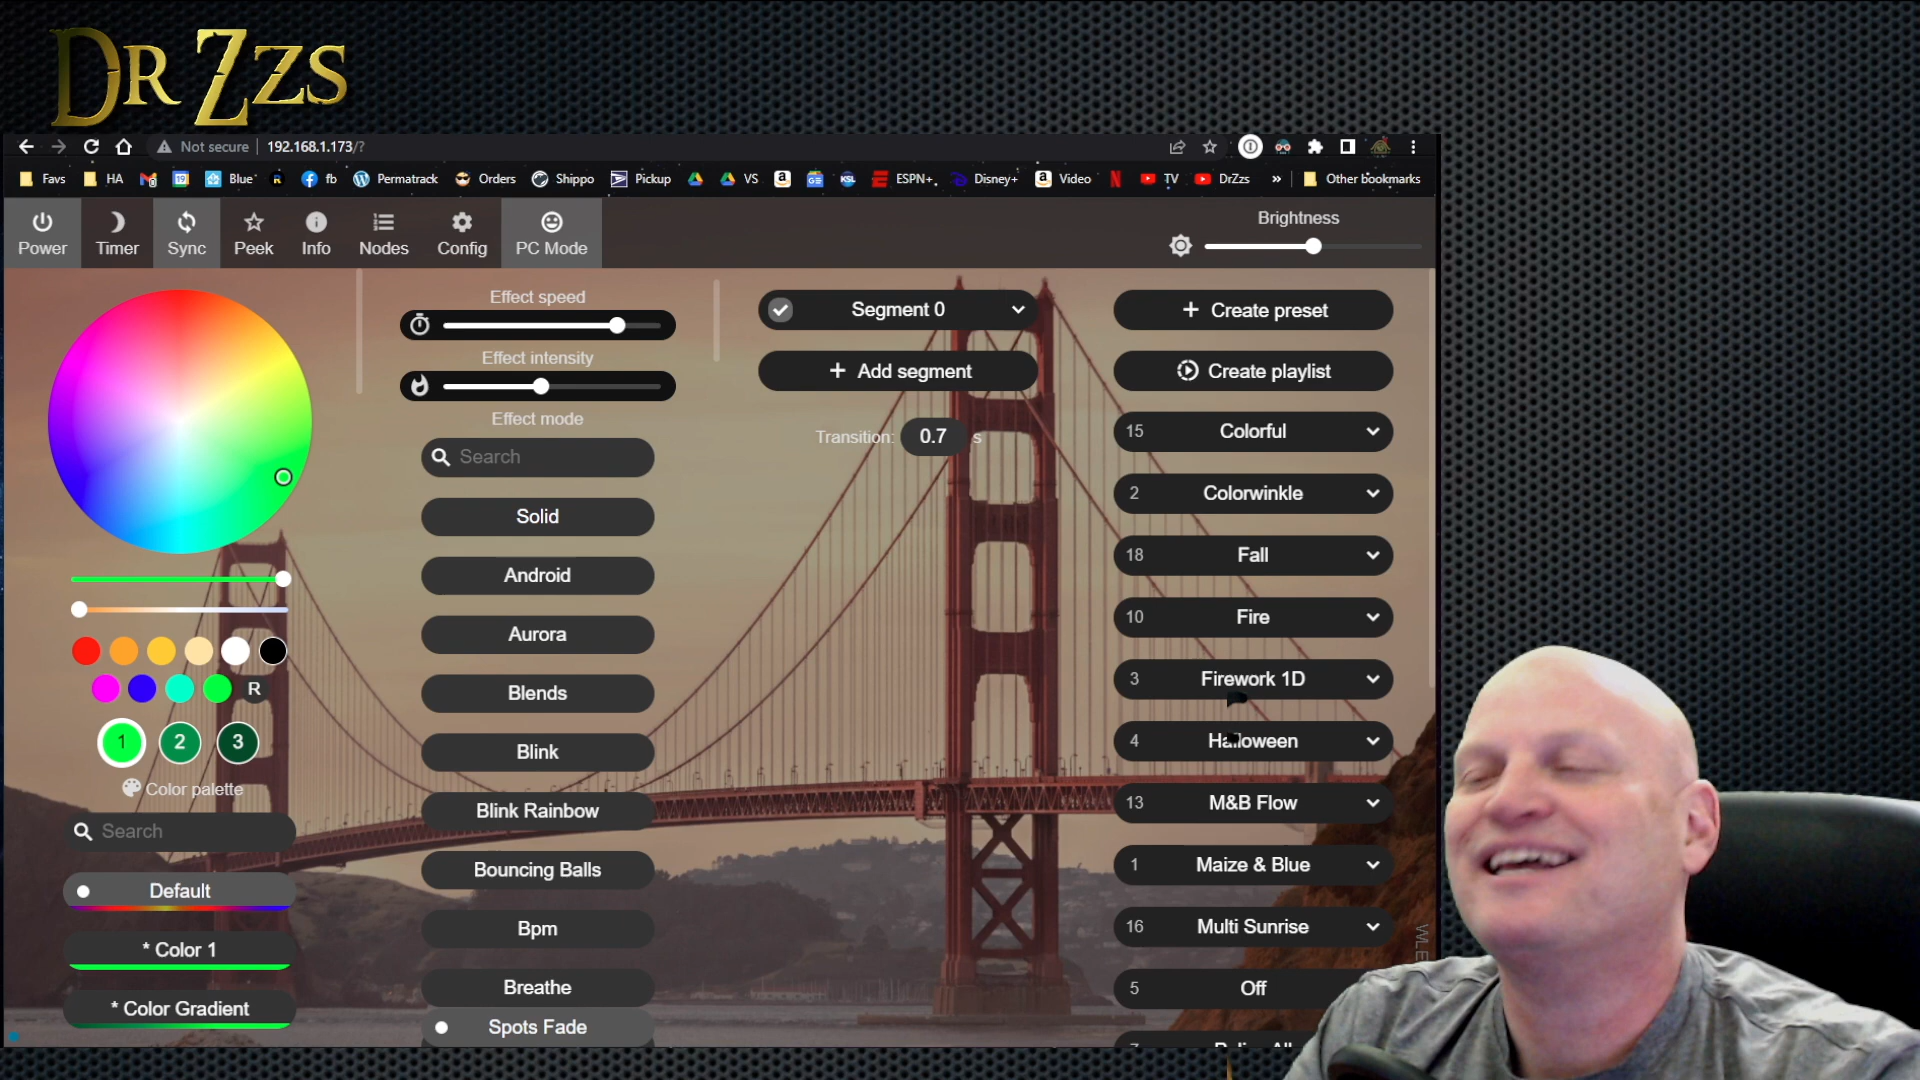 DR ZZS
Not secure 192.168.1.173/?
Favs HA Blue fb Permatrack Orders Shippo Pickup VS ESPN+ Disney+ Video TV DrZzs » Other bookmarks
Power Timer Sync Peek Info Nodes Config PC Mode
Brightness
Effect speed
Effect intensity
Effect mode
Search
Solid
Android
Aurora
Blends
Blink
Blink Rainbow
Bouncing Balls
Bpm
Breathe
Spots Fade
R
1 2 3
Color palette
Search
Default
* Color 1
* Color Gradient
Segment 0
+ Add segment
Transition: 0.7 s
+ Create preset
Create playlist
15 Colorful
2 Colorwinkle
18 Fall
10 Fire
3 Firework 1D
4 Halloween
13 M&B Flow
1 Maize & Blue
16 Multi Sunrise
5 Off